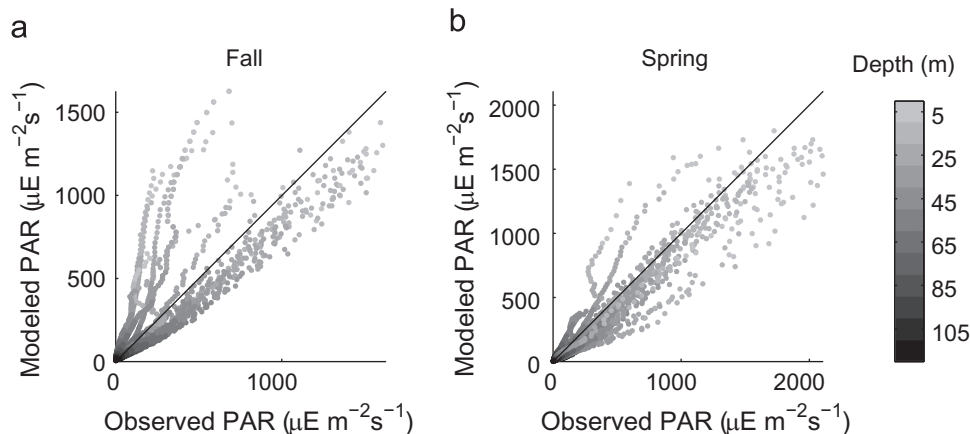 a
Fall
Modeled PAR (μE m−2s−1)
1500
1000
500
0
0
1000
Observed PAR (μE m−2s−1)
b
Spring
Modeled PAR (μE m−2s−1)
2000
1500
1000
500
0
0
1000
2000
Observed PAR (μE m−2s−1)
Depth (m)
5
25
45
65
85
105